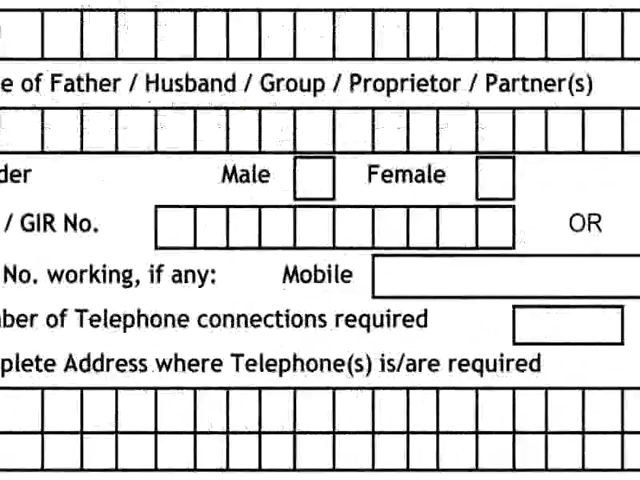 e of Father / Husband / Group / Proprietor / Partner(s)
der Male Female
/ GIR No. OR
No. working, if any: Mobile
ber of Telephone connections required
plete Address where Telephone(s) is/are required